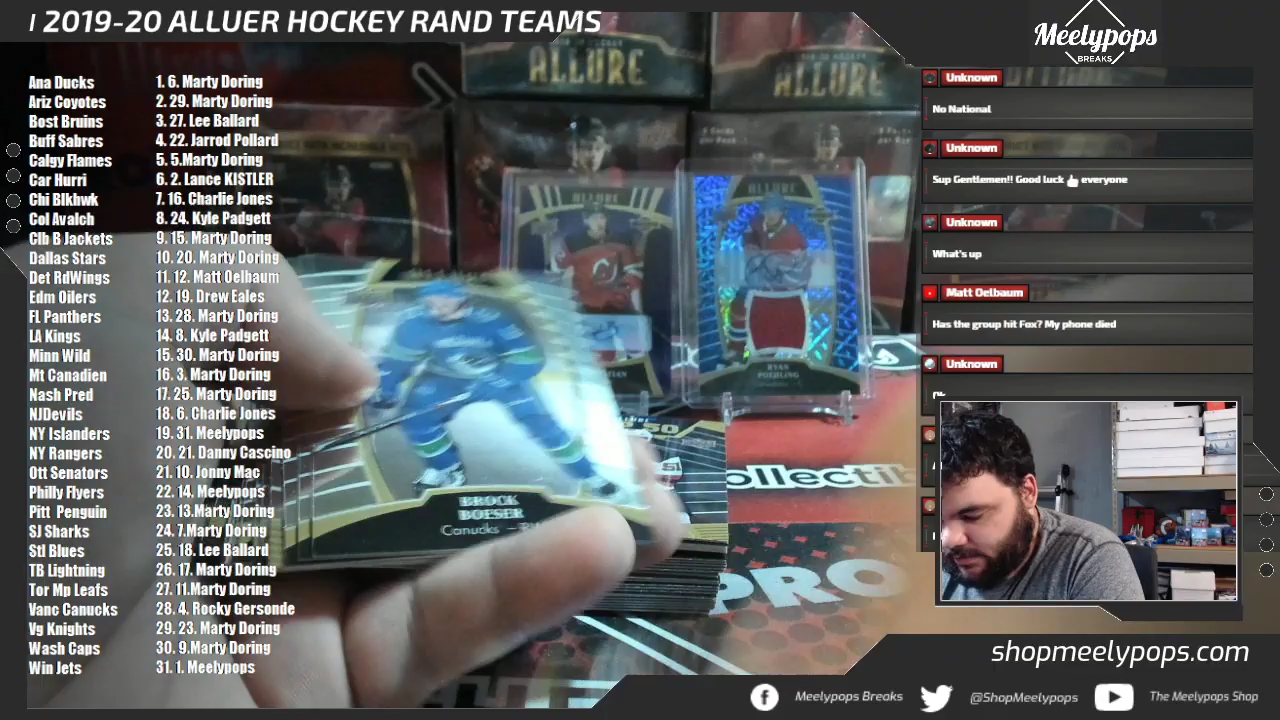 2019-20 ALLUER HOCKEY RAND TEAMS
Meelypops
BREAKS
Ana Ducks 1. 6. Marty Doring
Ariz Coyotes 2. 29. Marty Doring
Bost Bruins 3. 27. Lee Ballard
Buff Sabres 4. 22. Jarrod Pollard
Calgy Flames 5. 5.Marty Doring
Car Hurri 6. 2. Lance KISTLER
Chi Blkhwk 7. 16. Charlie Jones
Col Avalch 8. 24. Kyle Padgett
Clb B Jackets 9. 15. Marty Doring
Dallas Stars 10. 20. Marty Doring
Det RdWings 11. 12. Matt Oelbaum
Edm Oilers 12. 19. Drew Eales
FL Panthers 13. 28. Marty Doring
LA Kings 14. 8. Kyle Padgett
Minn Wild 15. 30. Marty Doring
Mt Canadien 16. 3. Marty Doring
Nash Pred 17. 25. Marty Doring
NJDevils 18. 6. Charlie Jones
NY Islanders 19. 31. Meelypops
NY Rangers 20. 21. Danny Cascino
Ott Senators 21. 10. Jonny Mac
Philly Flyers 22. 14. Meelypops
Pitt Penguin 23. 13.Marty Doring
SJ Sharks 24. 7.Marty Doring
Stl Blues 25. 18. Lee Ballard
TB Lightning 26. 17. Marty Doring
Tor Mp Leafs 27. 11.Marty Doring
Vanc Canucks 28. 4. Rocky Gersonde
Vg Knights 29. 23. Marty Doring
Wash Caps 30. 9.Marty Doring
Win Jets 31. 1. Meelypops
ALLURE
ALLURE
ALLURE
RYAN
POEHLING
BROCK
BOESER
Canucks – RW
PRO
Unknown
No National
Unknown
Sup Gentlemen!! Good luck 👍 everyone
Unknown
What's up
Matt Oelbaum
Has the group hit Fox? My phone died
Unknown
shopmeelypops.com
Meelypops Breaks
@ShopMeelypops
The Meelypops Shop